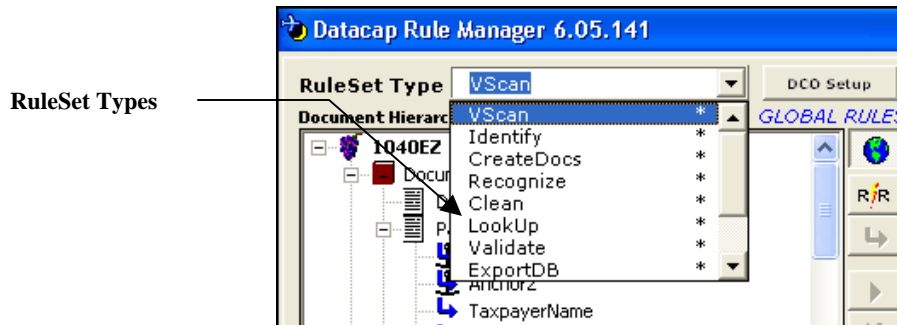 Datacap Rule Manager 6.05.141
RuleSet Type VScan DCO Setup
RuleSet Types
Document Hierarc VScan * GLOBAL RULES
Identify *
1040EZ
CreateDocs *
Docur Recognize * R/R
Clean *
LookUp *
Validate *
ExportDB *
Anchor2
TaxpayerName